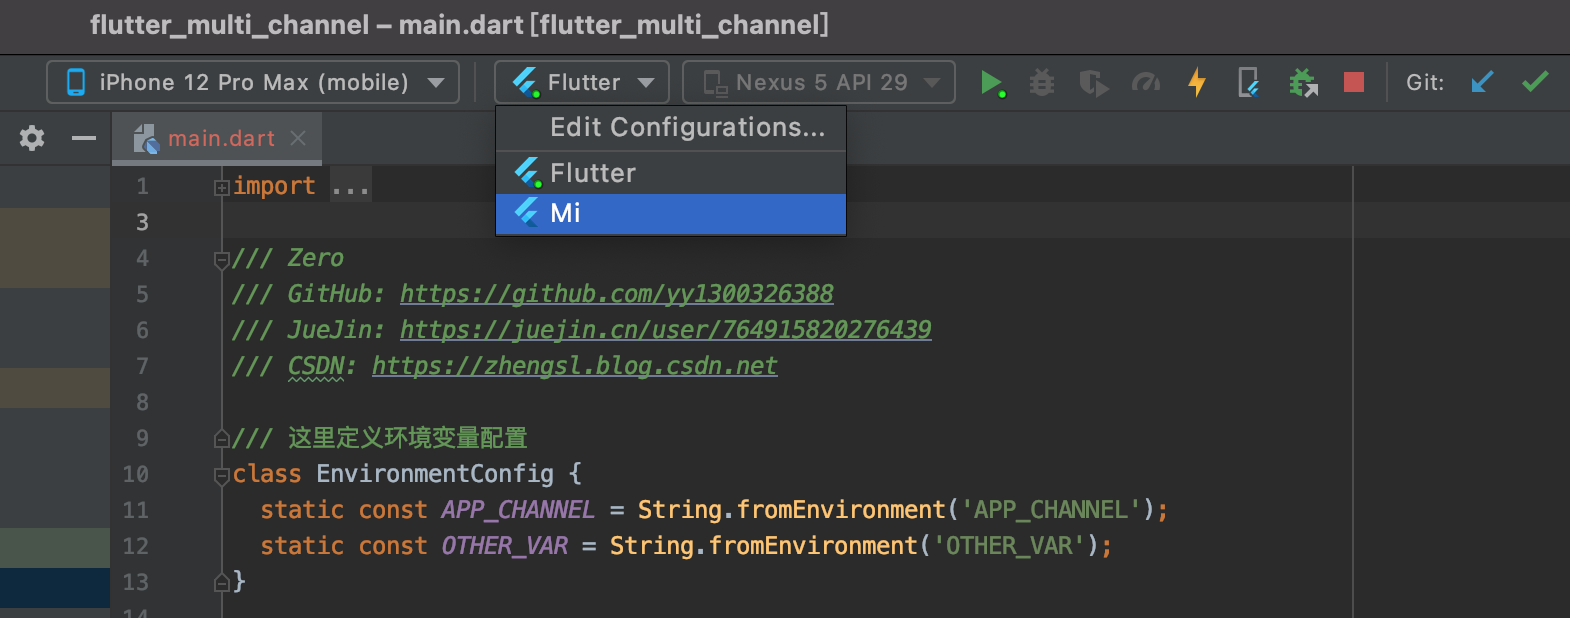 flutter_multi_channel – main.dart [flutter_multi_channel]
iPhone 12 Pro Max (mobile) Flutter Nexus 5 API 29 Git:
main.dart
Edit Configurations...
Flutter
Mi
1 import ...
3
4 /// Zero
5 /// GitHub: https://github.com/yy1300326388
6 /// JueJin: https://juejin.cn/user/764915820276439
7 /// CSDN: https://zhengsl.blog.csdn.net
8
9 /// 这里定义环境变量配置
10 class EnvironmentConfig {
11 static const APP_CHANNEL = String.fromEnvironment('APP_CHANNEL');
12 static const OTHER_VAR = String.fromEnvironment('OTHER_VAR');
13 }
14